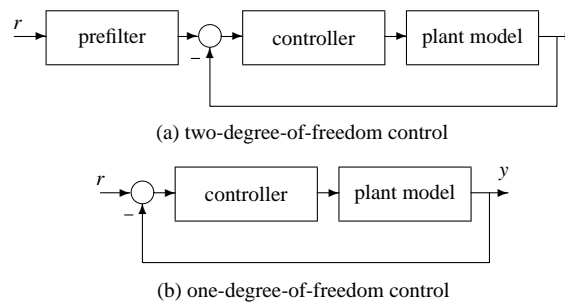 r
prefilter
controller
plant model
−
(a) two-degree-of-freedom control
r
controller
plant model
y
−
(b) one-degree-of-freedom control